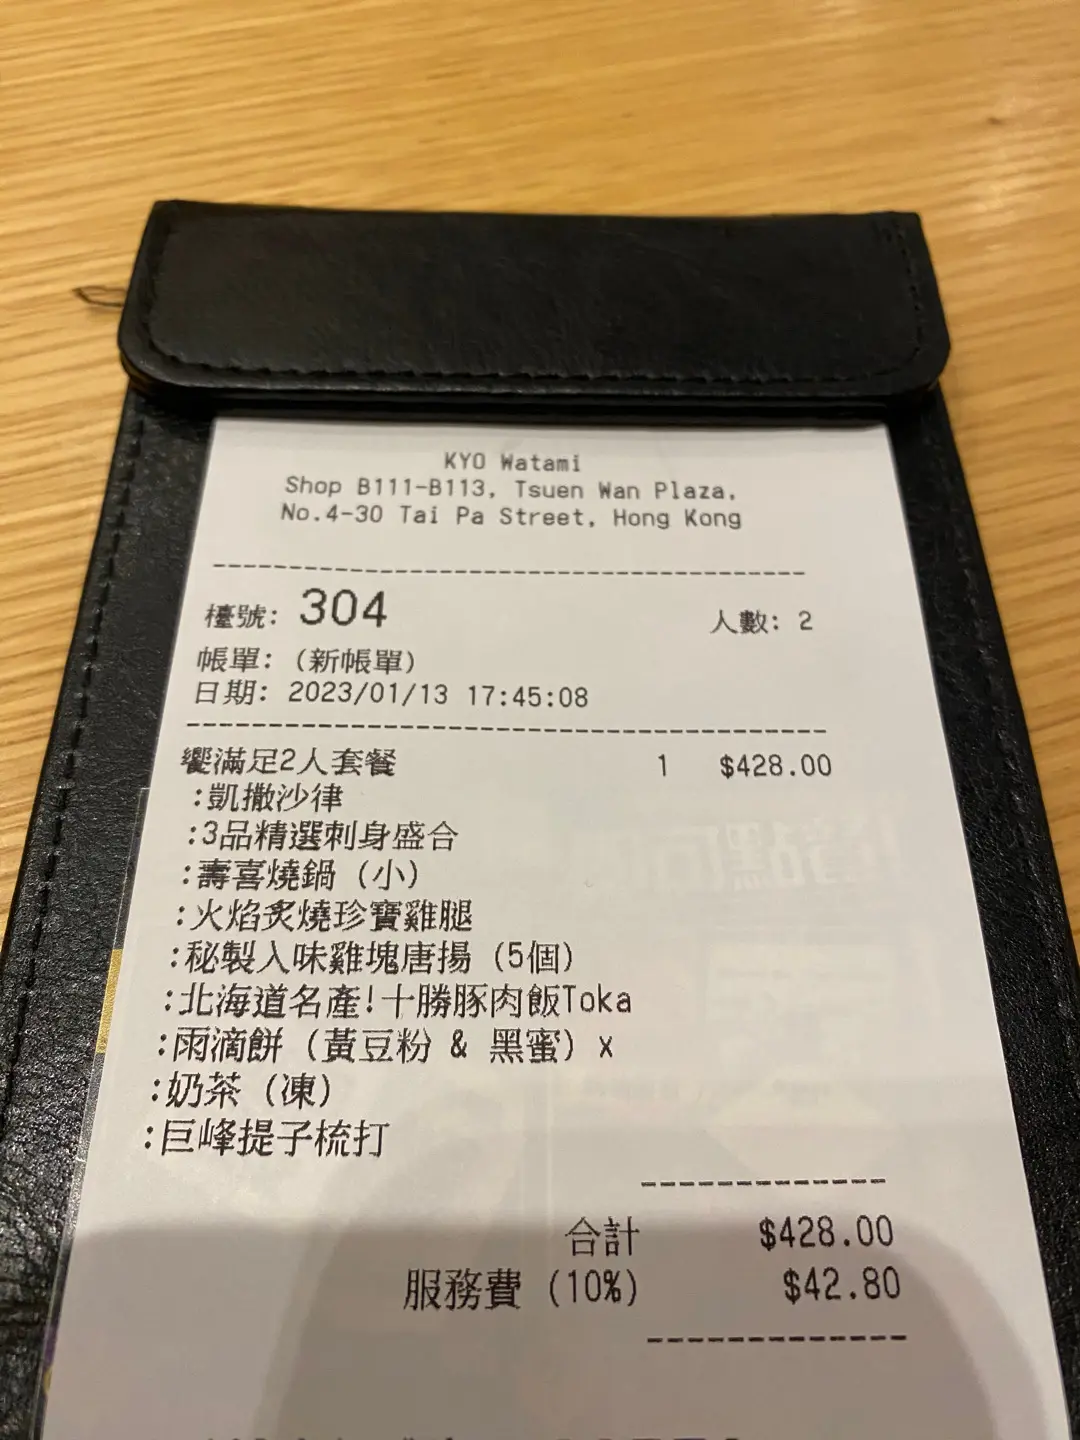 KYO Watami
Shop B111-B113, Tsuen Wan Plaza,
No.4-30 Tai Pa Street, Hong Kong
檯號: 304 人數: 2
帳單: (新帳單)
日期: 2023/01/13 17:45:08
饗滿足2人套餐 1 $428.00
:凱撒沙律
:3品精選刺身盛合
:壽喜燒鍋 (小)
:火焰炙燒珍寶雞腿
:秘製入味雞塊唐揚 (5個)
:北海道名產!十勝豚肉飯Toka
:雨滴餅 (黃豆粉 & 黑蜜) x
:奶茶 (凍)
:巨峰提子梳打
合計 $428.00
服務費 (10%) $42.80